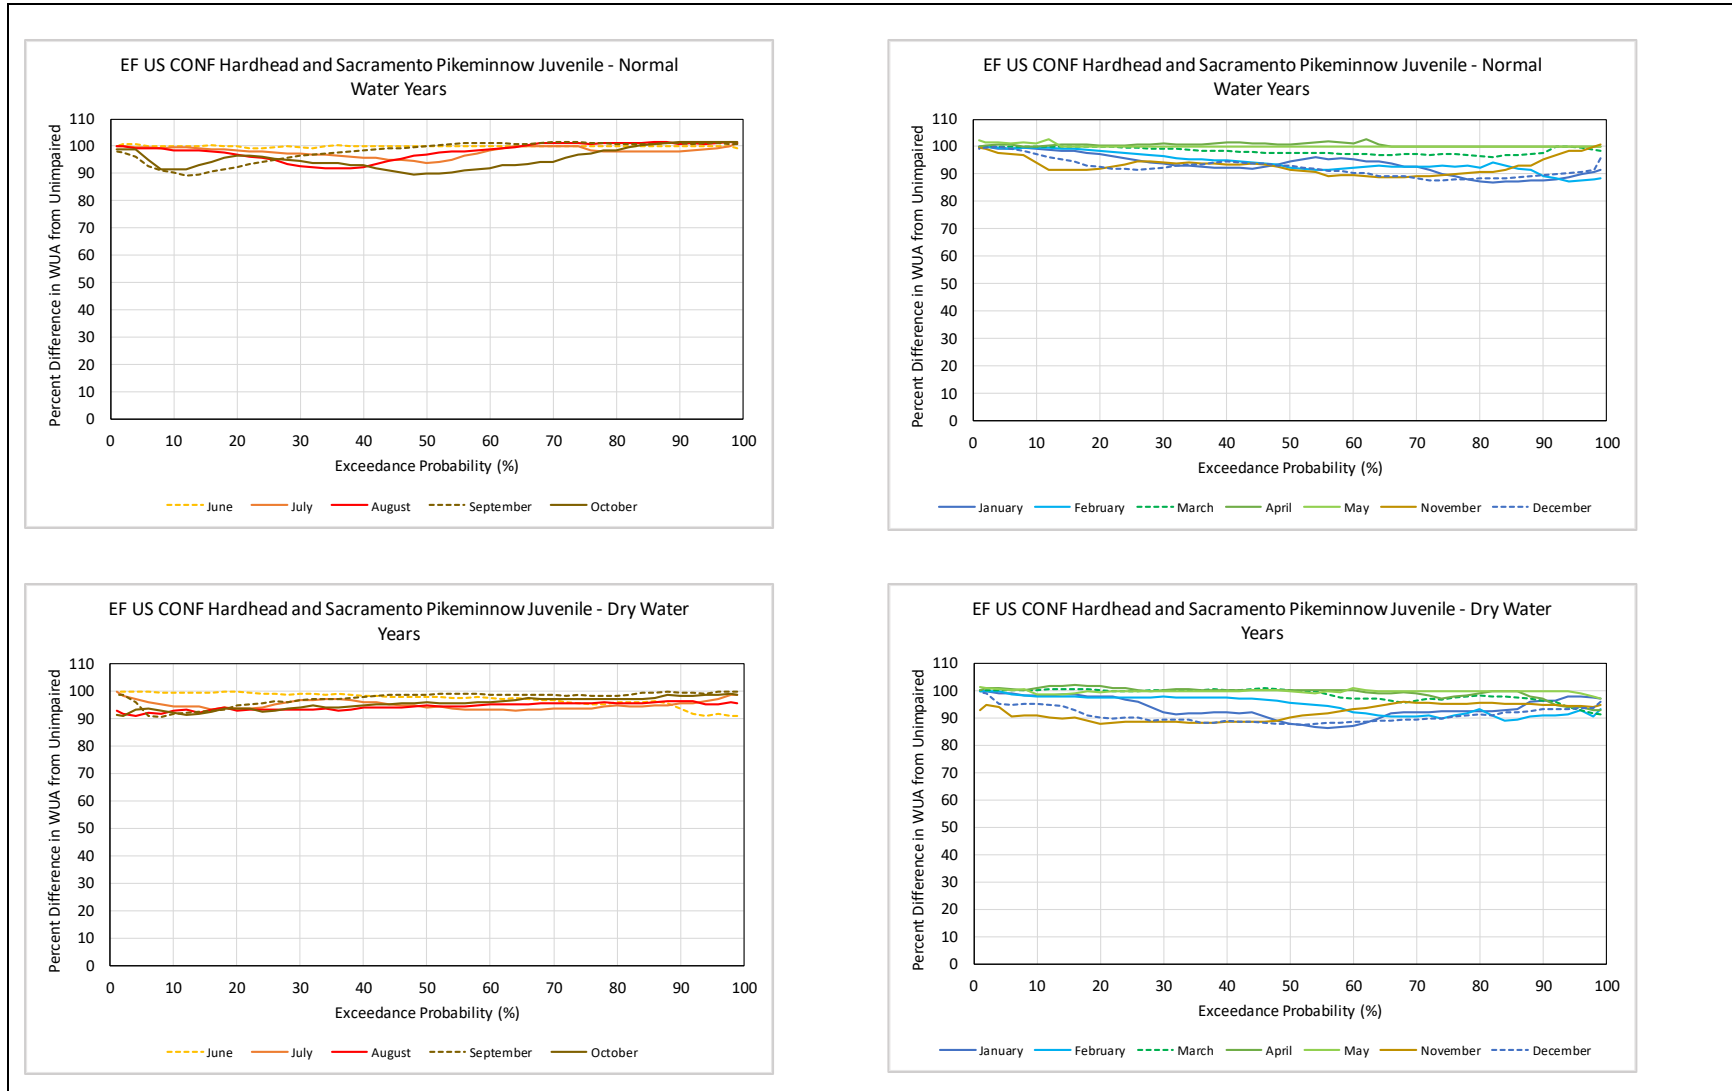 EF US CONF Hardhead and Sacramento Pikeminnow Juvenile - Normal
Water Years
Percent Difference in WUA from Unimpaired
110
100
90
80
70
60
50
40
30
20
10
0
0 10 20 30 40 50 60 70 80 90 100
Exceedance Probability (%)
June July August September October
EF US CONF Hardhead and Sacramento Pikeminnow Juvenile - Normal
Water Years
Percent Difference in WUA from Unimpaired
110
100
90
80
70
60
50
40
30
20
10
0
0 10 20 30 40 50 60 70 80 90 100
Exceedance Probability (%)
January February March April May November December
EF US CONF Hardhead and Sacramento Pikeminnow Juvenile - Dry Water
Years
Percent Difference in WUA from Unimpaired
110
100
90
80
70
60
50
40
30
20
10
0
0 10 20 30 40 50 60 70 80 90 100
Exceedance Probability (%)
June July August September October
EF US CONF Hardhead and Sacramento Pikeminnow Juvenile - Dry Water
Years
Percent Difference in WUA from Unimpaired
110
100
90
80
70
60
50
40
30
20
10
0
0 10 20 30 40 50 60 70 80 90 100
Exceedance Probability (%)
January February March April May November December